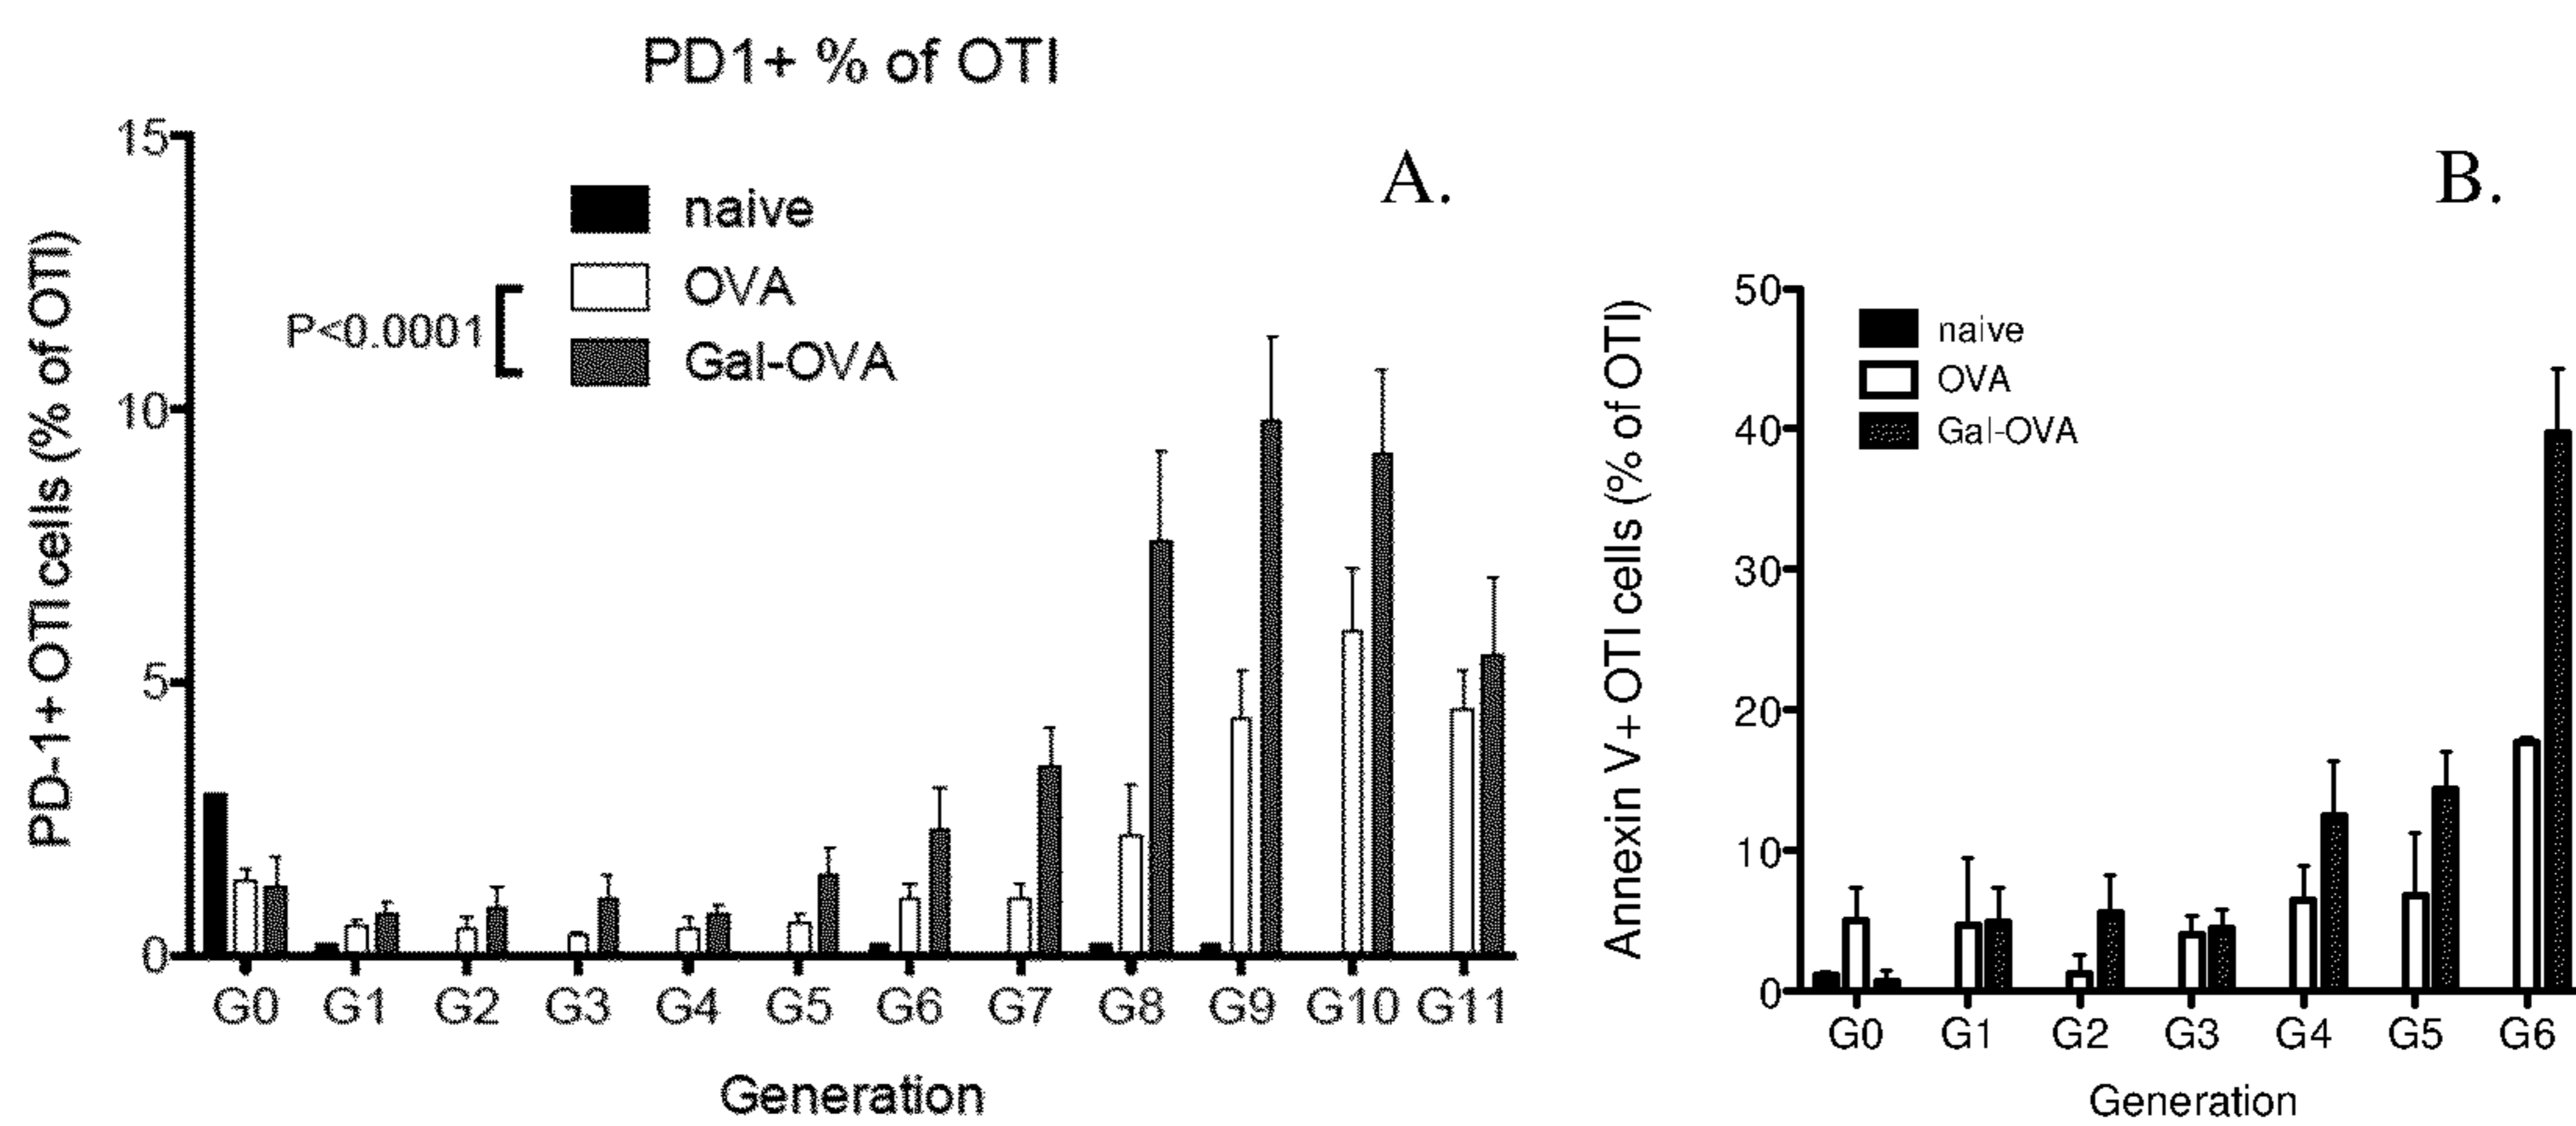 PD1+ % of OTI
A.
PD-1+ OTI cells (% of OTI)
15
10
5
0
naive
OVA
Gal-OVA
P<0.0001
G0 G1 G2 G3 G4 G5 G6 G7 G8 G9 G10 G11
Generation
B.
Annexin V+ OTI cells (% of OTI)
50
40
30
20
10
0
naive
OVA
Gal-OVA
G0 G1 G2 G3 G4 G5 G6
Generation